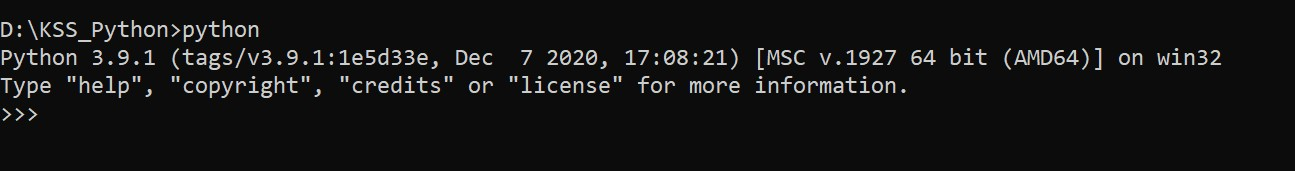 D:\KSS_Python>python
Python 3.9.1 (tags/v3.9.1:1e5d33e, Dec  7 2020, 17:08:21) [MSC v.1927 64 bit (AMD64)] on win32
Type "help", "copyright", "credits" or "license" for more information.
>>>